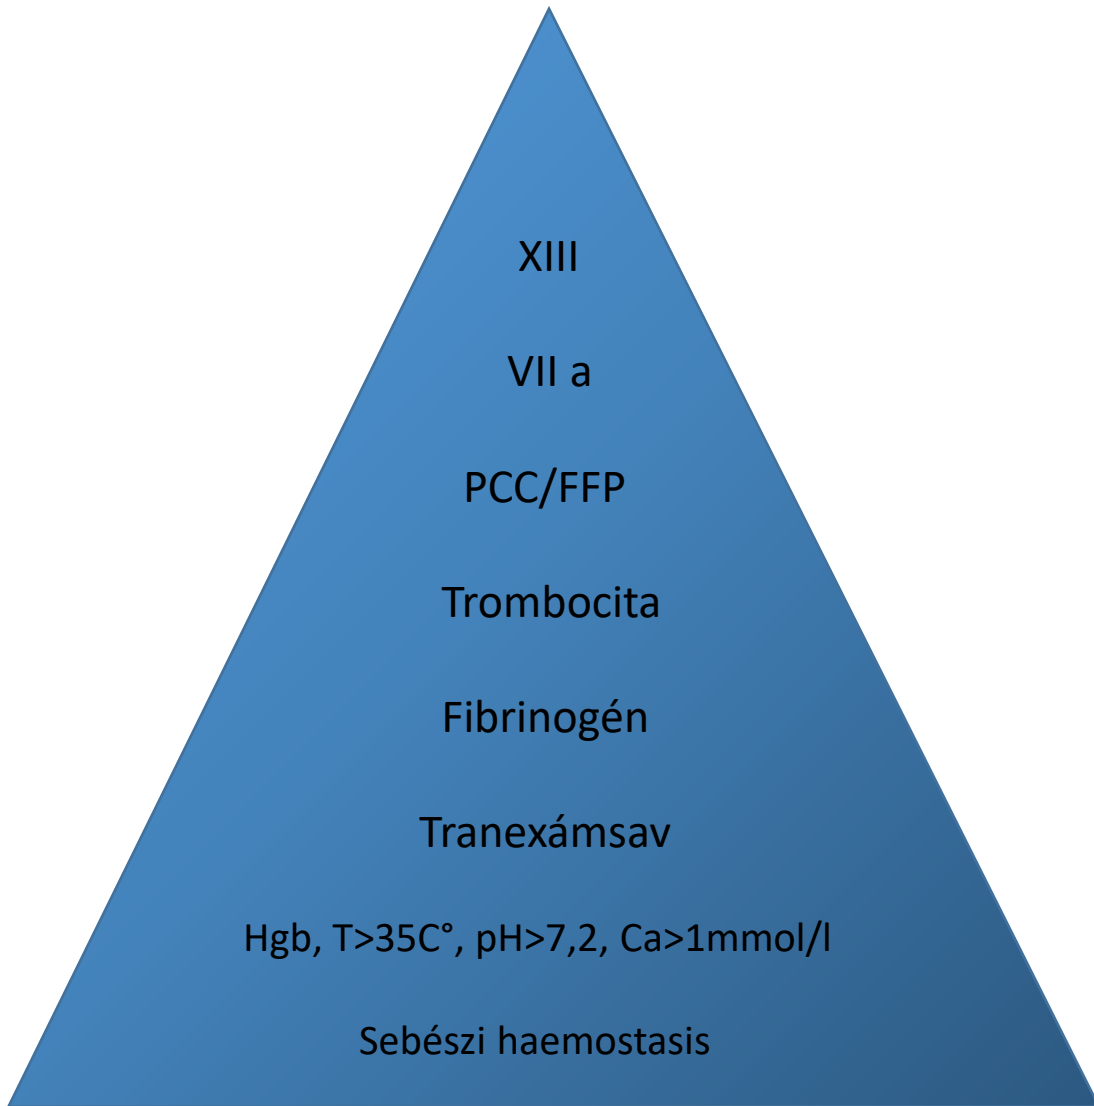 XIII
VII a
PCC/FFP
Trombocita
Fibrinogén
Tranexámsav
Hgb, T>35C°, pH>7,2, Ca>1mmol/l
Sebészi haemostasis